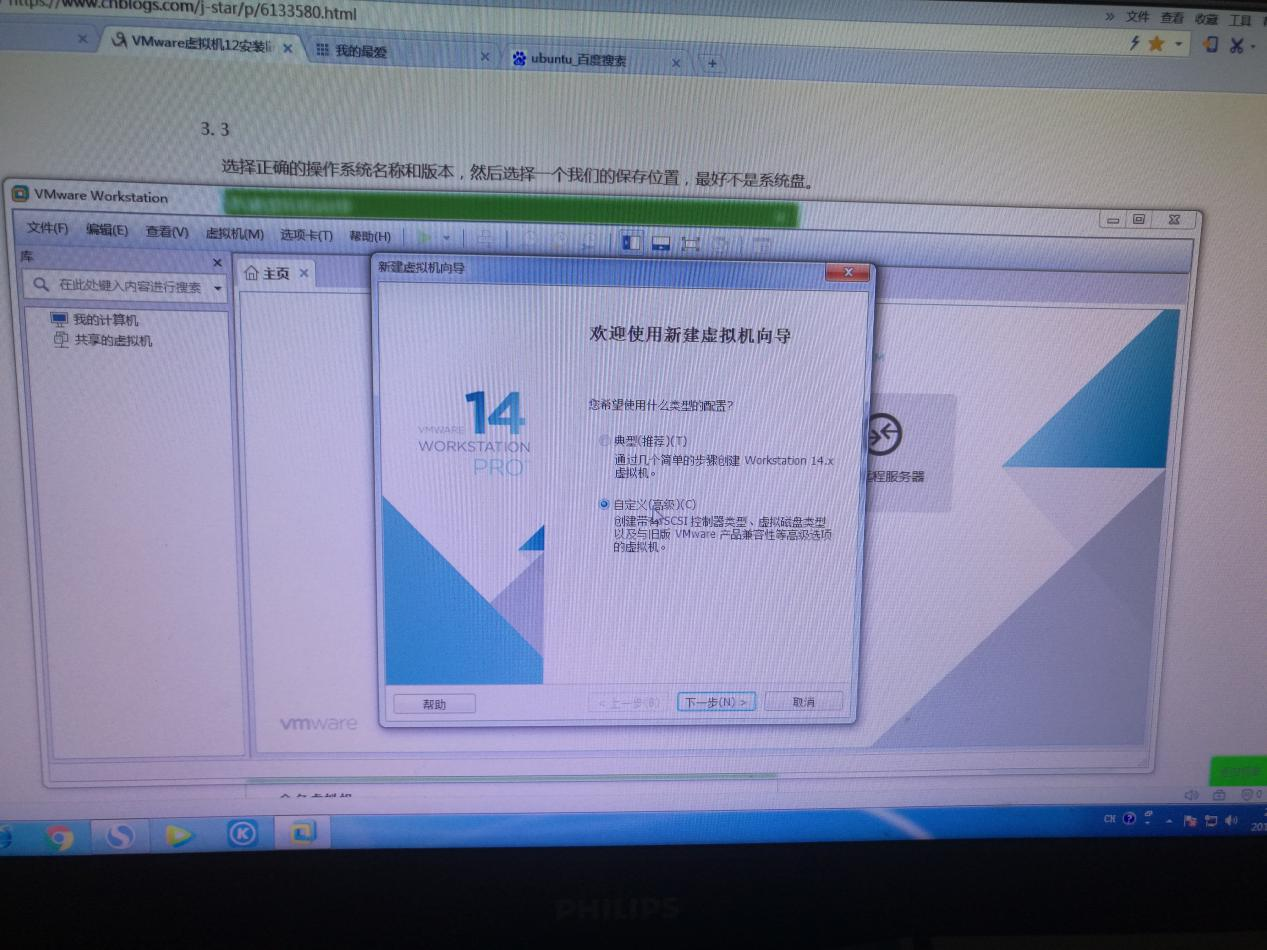 https://www.cnblogs.com/j-star/p/6133580.html
» 文件 查看 收藏 工具
VMware虚拟机12安装li
我的最爱
ubuntu_百度搜索
3. 3
选择正确的操作系统名称和版本，然后选择一个我们的保存位置，最好不是系统盘。
VMware Workstation
文件(F) 编辑(E) 查看(V) 虚拟机(M) 选项卡(T) 帮助(H)
库
主页
在此处键入内容进行搜索
我的计算机
共享的虚拟机
新建虚拟机向导
欢迎使用新建虚拟机向导
14
VMWARE
WORKSTATION
PRO
您希望使用什么类型的配置?
典型(推荐)(T)
通过几个简单的步骤创建 Workstation 14.x
虚拟机。
自定义(高级)(C)
创建带有 SCSI 控制器类型、虚拟磁盘类型
以及与旧版 VMware 产品兼容性等高级选项
的虚拟机。
程服务器
帮助
< 上一步(B)
下一步(N) >
取消
vmware
CH
201
PHILIPS